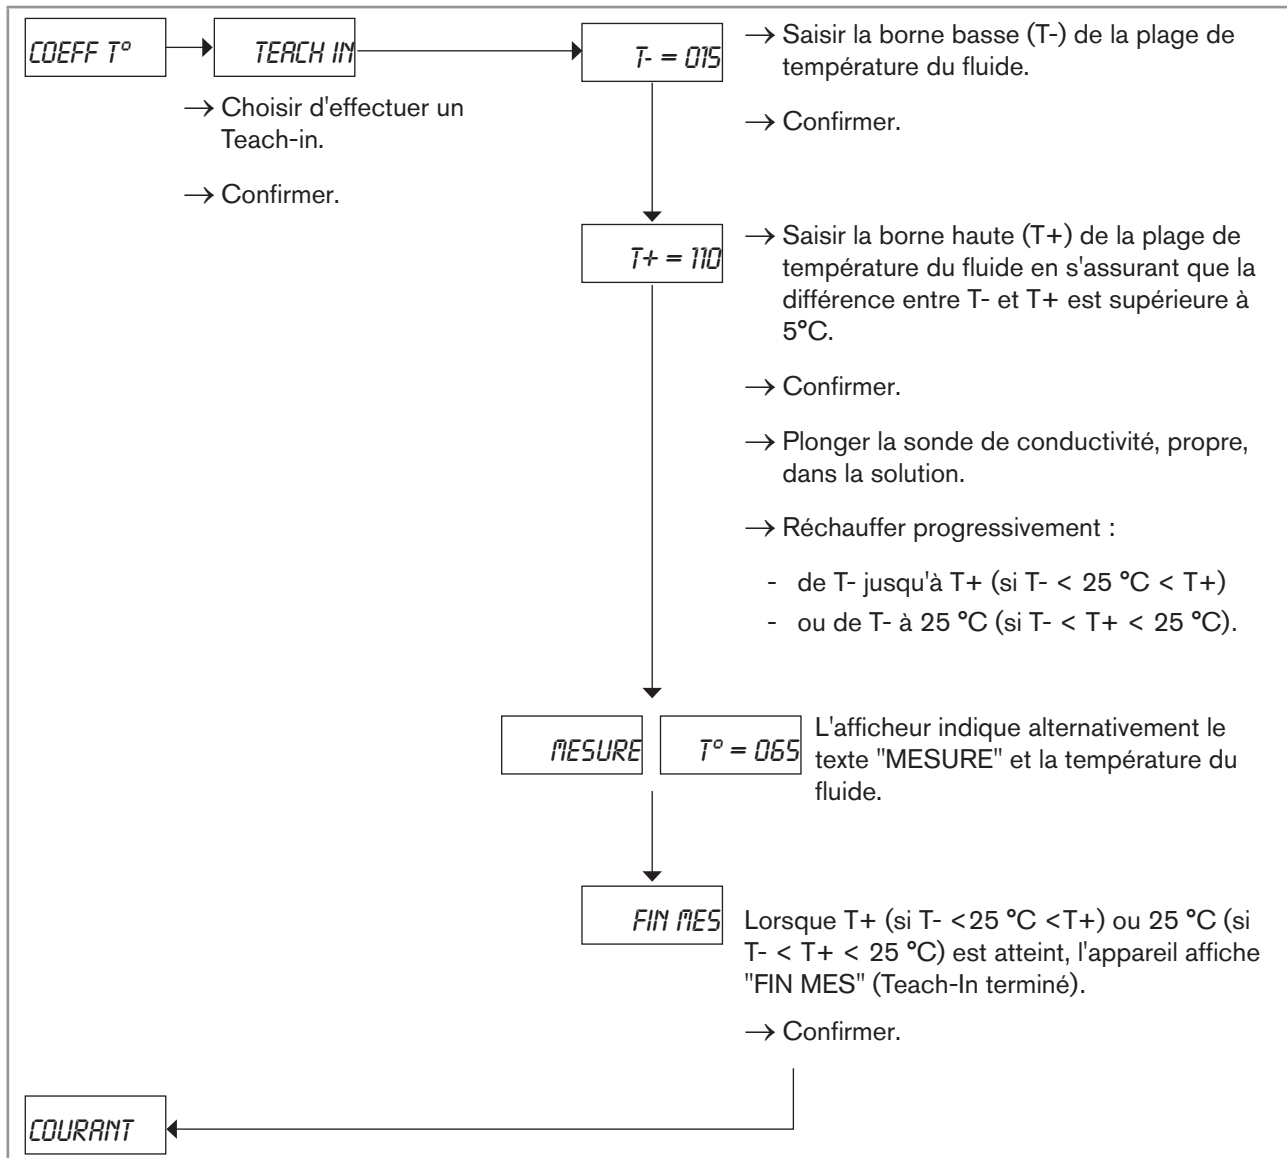 COEFF T°
TEACH IN
→ Choisir d'effectuer un
Teach-in.
→ Confirmer.
T- = 015
→ Saisir la borne basse (T-) de la plage de
température du fluide.
→ Confirmer.
T+ = 110
→ Saisir la borne haute (T+) de la plage de
température du fluide en s'assurant que la
différence entre T- et T+ est supérieure à
5°C.
→ Confirmer.
→ Plonger la sonde de conductivité, propre,
dans la solution.
→ Réchauffer progressivement :
- de T- jusqu'à T+ (si T- < 25 °C < T+)
- ou de T- à 25 °C (si T- < T+ < 25 °C).
MESURE
T° = 065
L'afficheur indique alternativement le
texte "MESURE" et la température du
fluide.
FIN MES
Lorsque T+ (si T- <25 °C <T+) ou 25 °C (si
T- < T+ < 25 °C) est atteint, l'appareil affiche
"FIN MES" (Teach-In terminé).
→ Confirmer.
COURANT